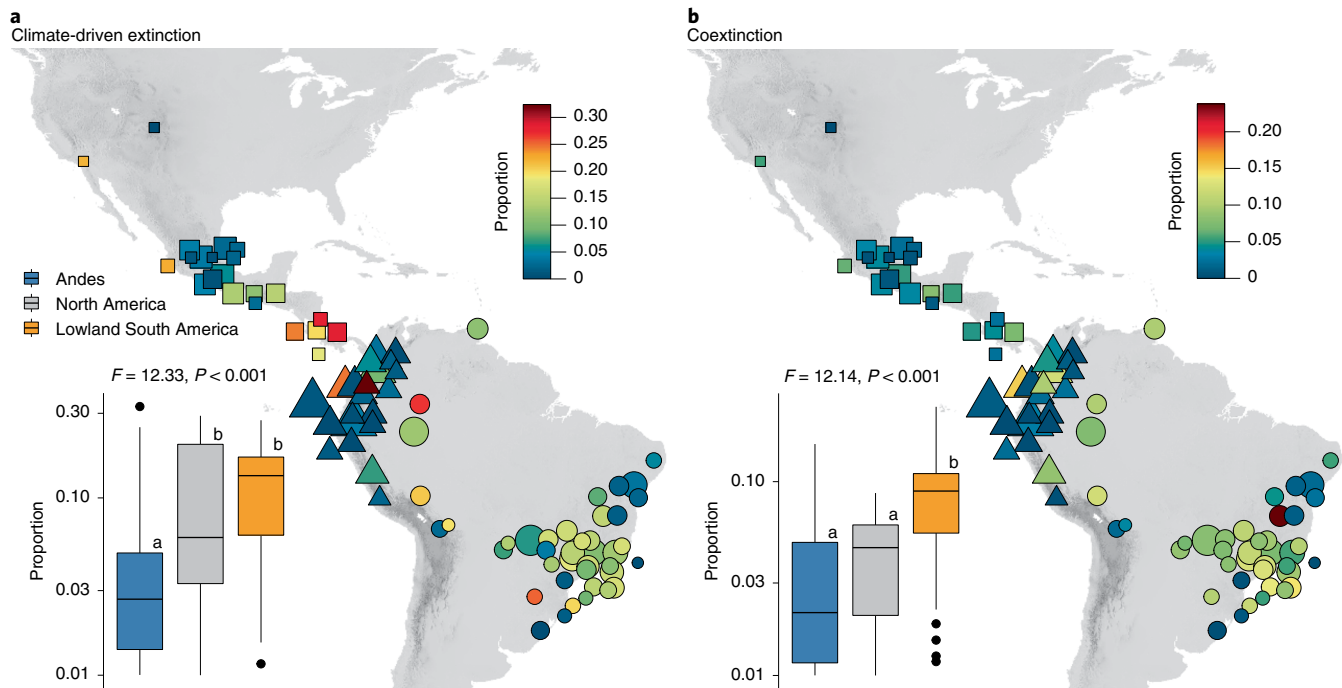 a
Climate-driven extinction
Proportion
0.30
0.25
0.20
0.15
0.10
0.05
0
Andes
North America
Lowland South America
F = 12.33, P < 0.001
Proportion
0.30
0.10
0.03
0.01
a
b
b
b
Coextinction
Proportion
0.20
0.15
0.10
0.05
0
F = 12.14, P < 0.001
Proportion
0.10
0.03
0.01
a
a
b